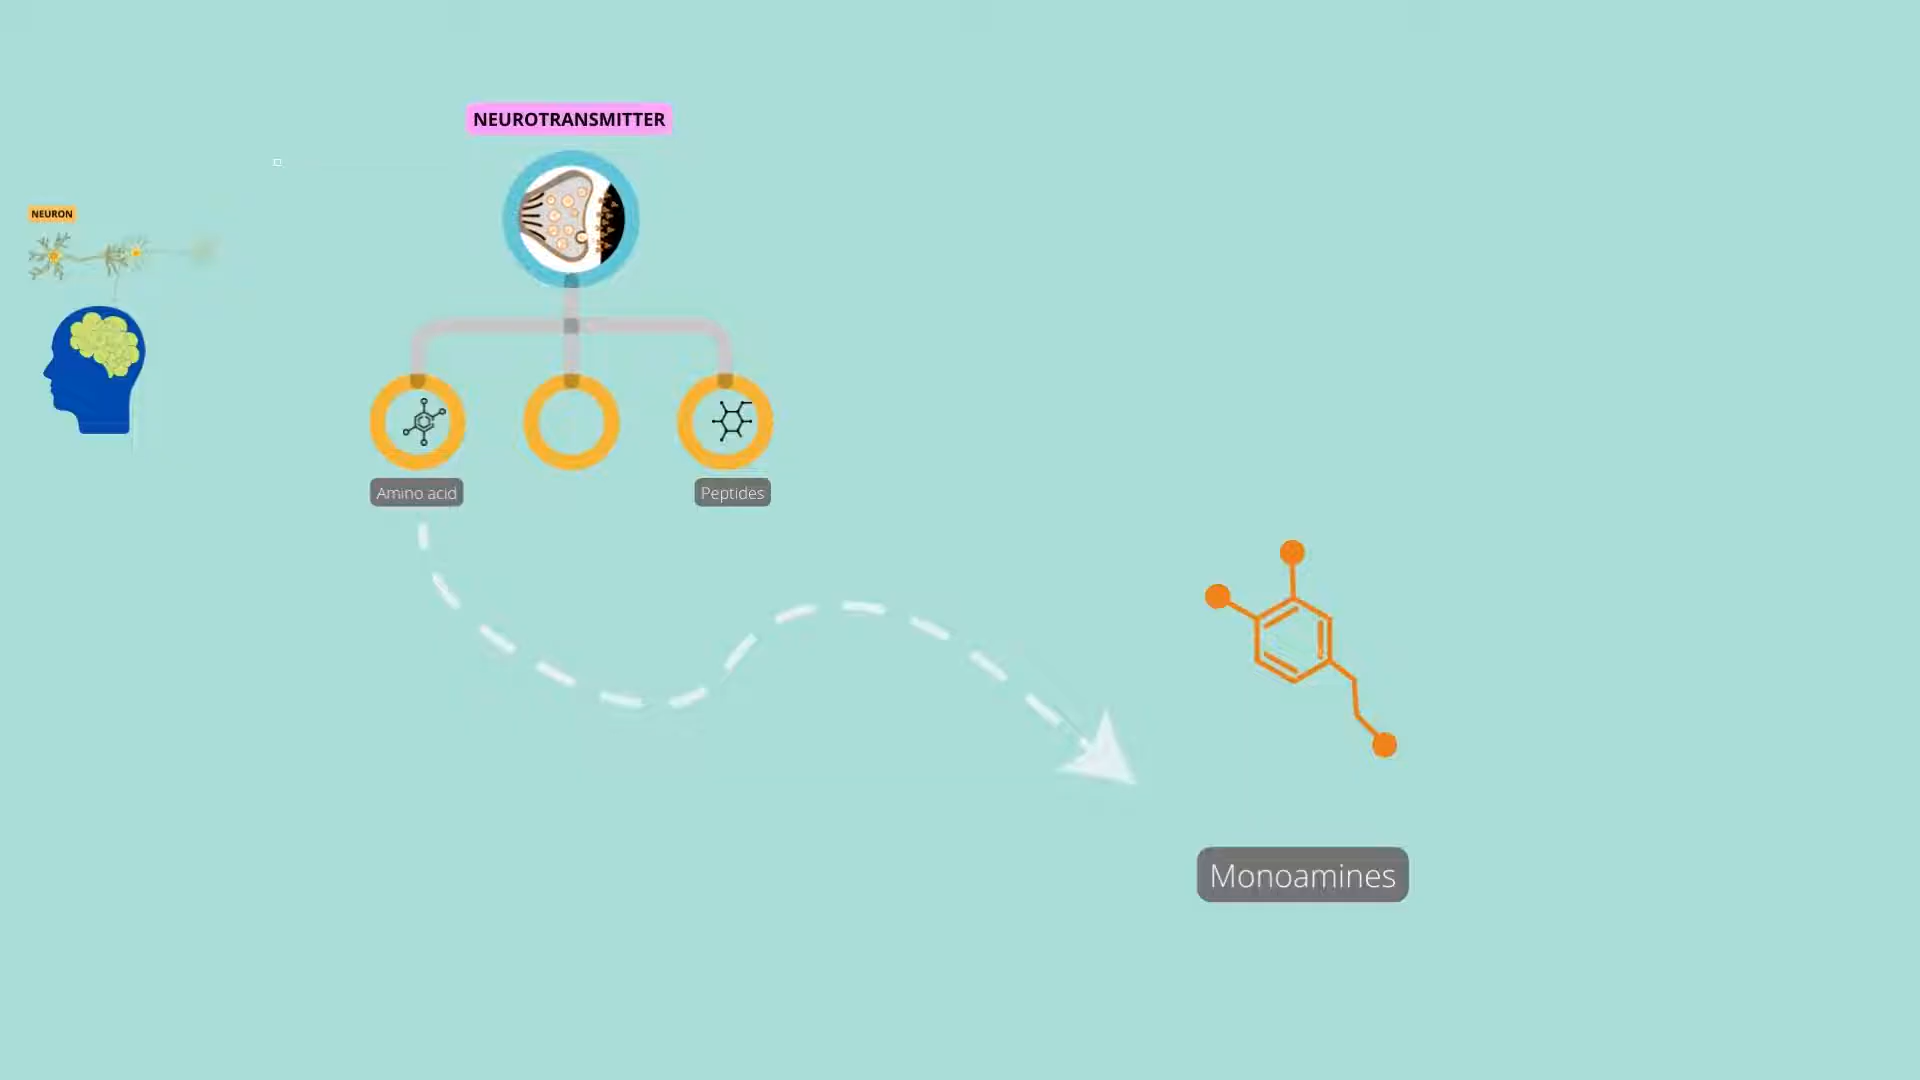 NEUROTRANSMITTER
NEURON
Amino acid
Peptides
Monoamines